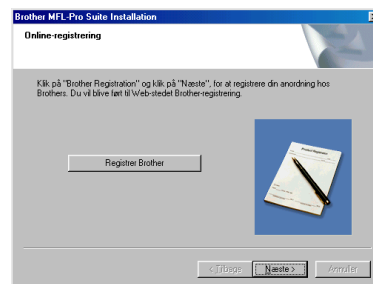 Brother MFL-Pro Suite Installation
Online-registrering
Klik på "Brother Registration" og klik på "Næste", for at registrere din anordning hos
Brothers. Du vil blive ført til Web-stedet Brother-registrering.
Registrer Brother
< Tilbage
Næste >
Annuller